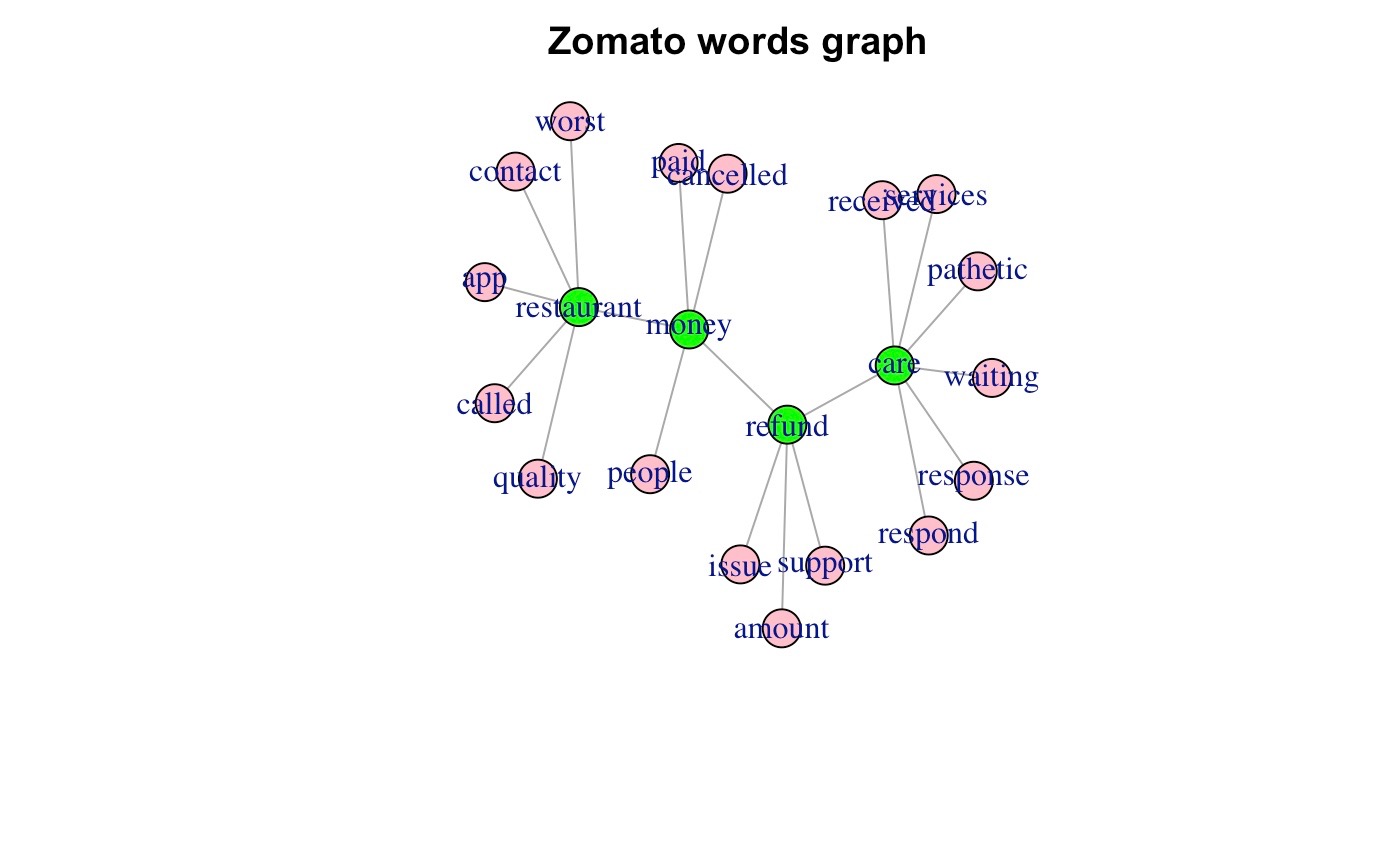 Zomato words graph
worst
paid
contact
cancelled
services
received
pathetic
app
restaurant
money
care
waiting
called
refund
people
response
quality
respond
support
issue
amount